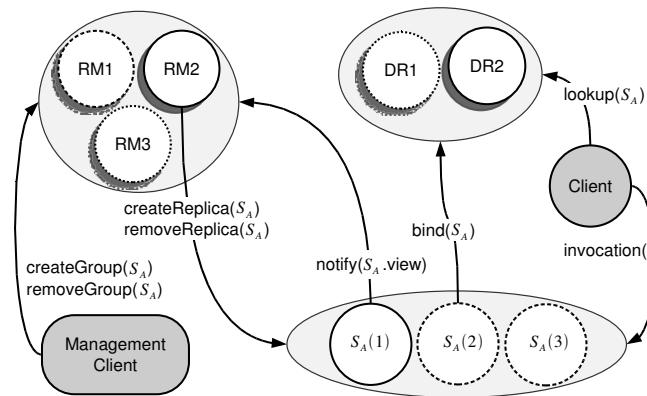 RM1
RM2
RM3
DR1
DR2
lookup(S_A)
Client
createReplica(S_A)
removeReplica(S_A)
bind(S_A)
invocation(
createGroup(S_A)
removeGroup(S_A)
notify(S_A.view)
Management
Client
S_A(1)
S_A(2)
S_A(3)